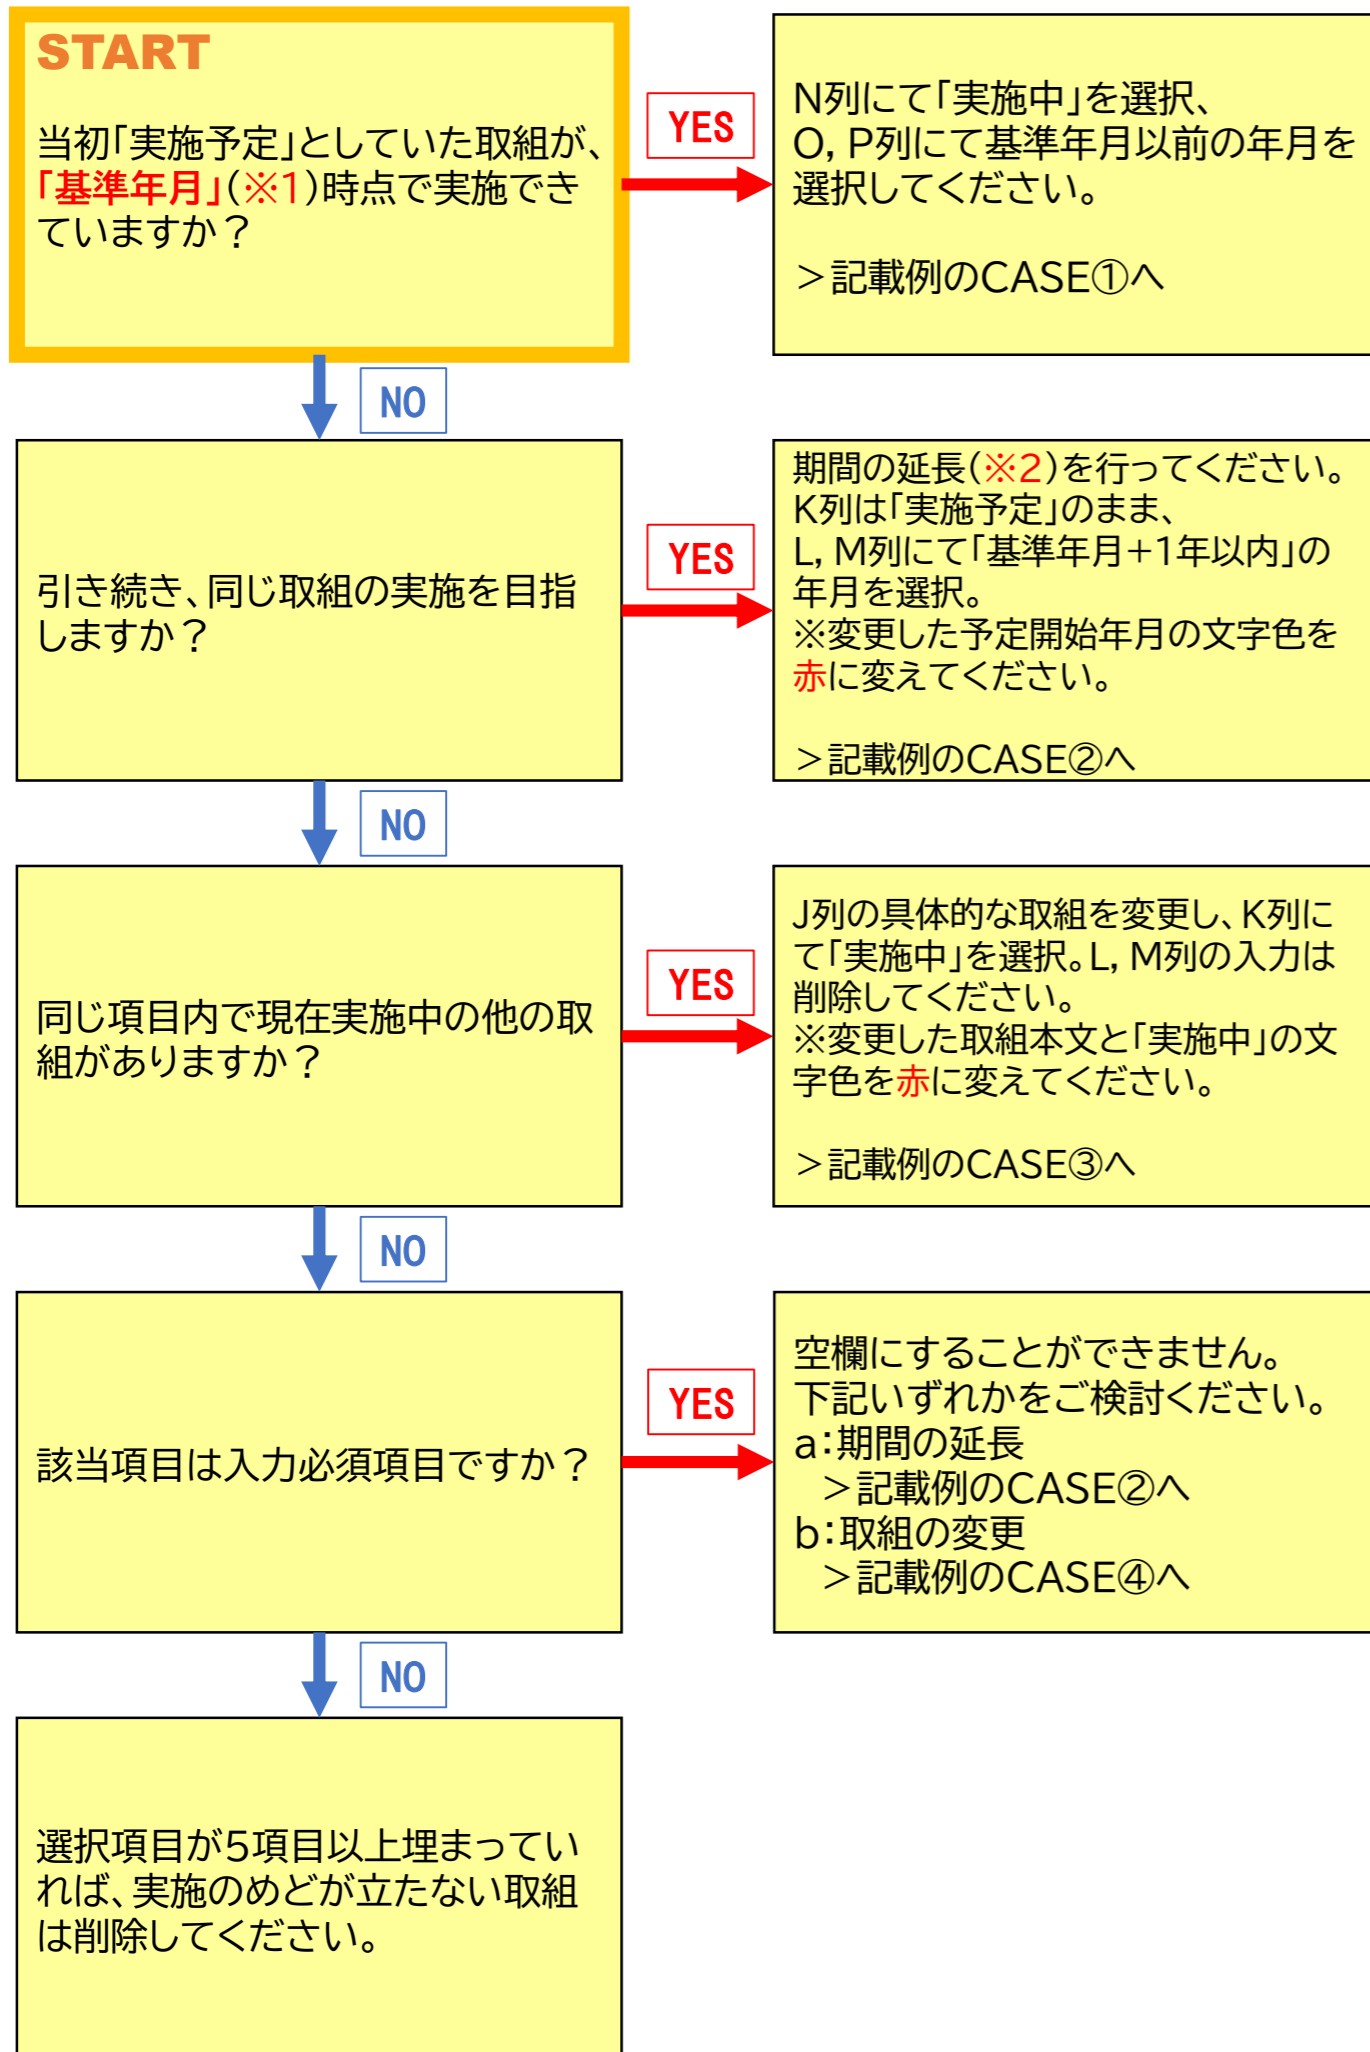 START
当初「実施予定」としていた取組が、
「基準年月」(※1)時点で実施でき
ていますか？
YES
N列にて「実施中」を選択、
O, P列にて基準年月以前の年月を
選択してください。
＞記載例のCASE①へ
NO
引き続き、同じ取組の実施を目指
しますか？
YES
期間の延長(※2)を行ってください。
K列は「実施予定」のまま、
L, M列にて「基準年月+1年以内」の
年月を選択。
※変更した予定開始年月の文字色を
赤に変えてください。
＞記載例のCASE②へ
NO
同じ項目内で現在実施中の他の取
組がありますか？
YES
J列の具体的な取組を変更し、K列に
て「実施中」を選択。L, M列の入力は
削除してください。
※変更した取組本文と「実施中」の文
字色を赤に変えてください。
＞記載例のCASE③へ
NO
該当項目は入力必須項目ですか？
YES
空欄にすることができません。
下記いずれかをご検討ください。
a：期間の延長
＞記載例のCASE②へ
b：取組の変更
＞記載例のCASE④へ
NO
選択項目が5項目以上埋まってい
れば、実施のめどが立たない取組
は削除してください。